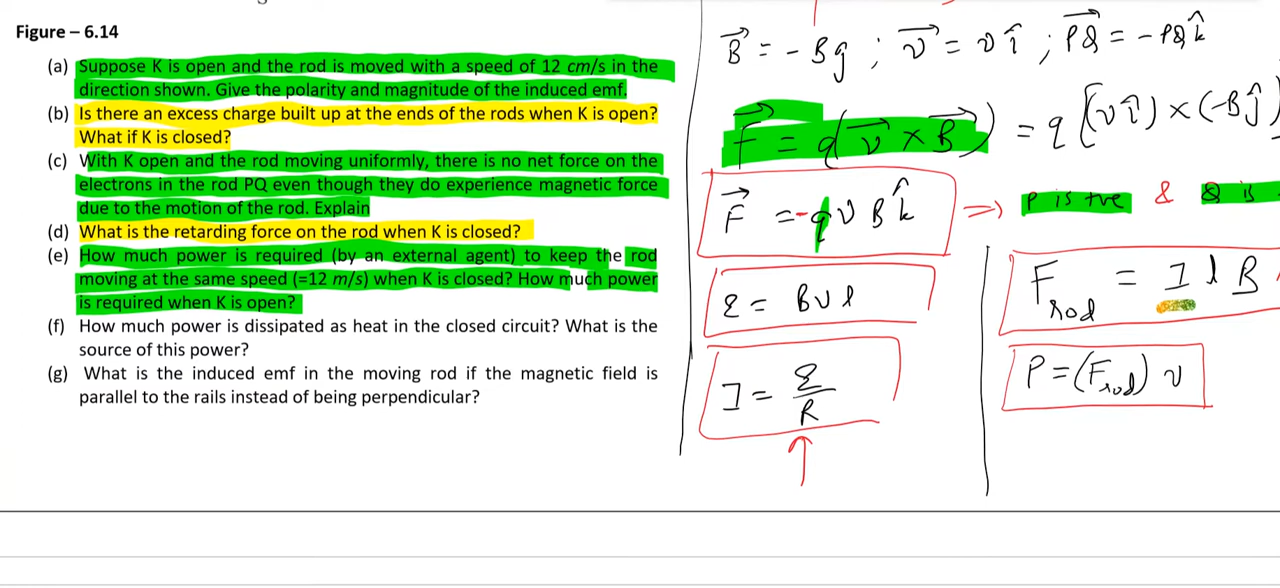 Figure – 6.14
(a) Suppose K is open and the rod is moved with a speed of 12 cm/s in the
direction shown. Give the polarity and magnitude of the induced emf.
(b) Is there an excess charge built up at the ends of the rods when K is open?
What if K is closed?
(c) With K open and the rod moving uniformly, there is no net force on the
electrons in the rod PQ even though they do experience magnetic force
due to the motion of the rod. Explain
(d) What is the retarding force on the rod when K is closed?
(e) How much power is required (by an external agent) to keep the rod
moving at the same speed (=12 m/s) when K is closed? How much power
is required when K is open?
(f) How much power is dissipated as heat in the closed circuit? What is the
source of this power?
(g) What is the induced emf in the moving rod if the magnetic field is
parallel to the rails instead of being perpendicular?
B⃗ = - Bĵ ; v⃗ = v î ; PQ⃗ = - PQ k̂
F⃗ = q(v⃗ × B⃗) = q [(v î) × (-B ĵ)
F⃗ = -q v B k̂ ⇒ P is +ve & Q is
ε = B v l
I = ε/R
F rod = I l B
P = (F rod) v